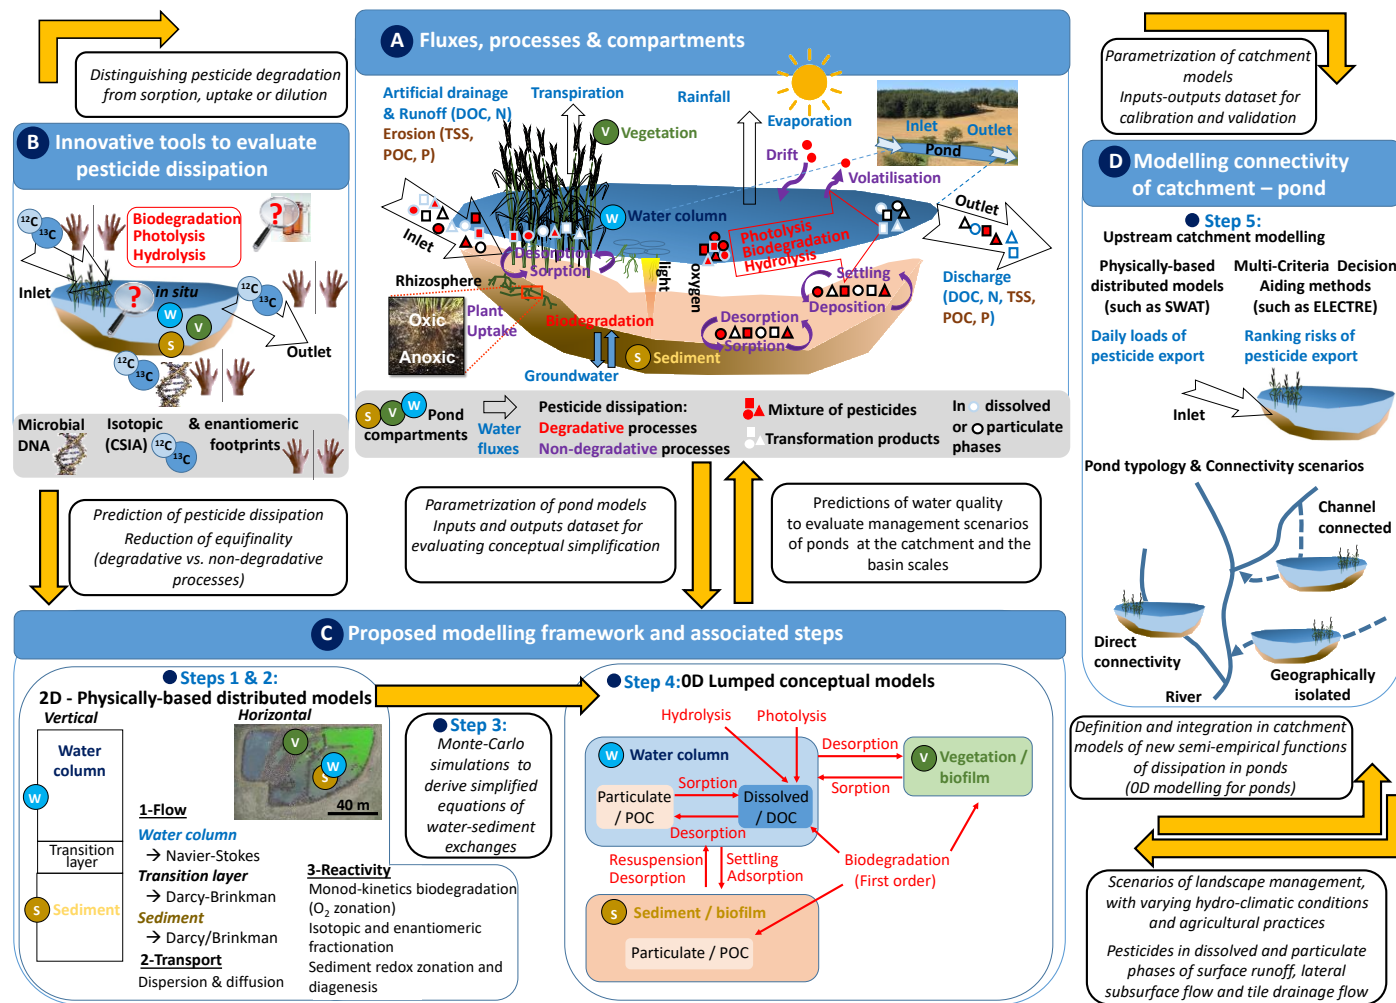 Distinguishing pesticide degradation
from sorption, uptake or dilution
B Innovative tools to evaluate
pesticide dissipation
12C
13C
Biodegradation
Photolysis
Hydrolysis
?
Inlet
?
in situ
W
V
S
12C
13C
Outlet
12C
13C
Microbial
DNA
Isotopic
(CSIA)
12C
13C
& enantiomeric
footprints
Prediction of pesticide dissipation
Reduction of equifinality
(degradative vs. non-degradative
processes)
A Fluxes, processes & compartments
Artificial drainage
& Runoff (DOC, N)
Erosion (TSS,
POC, P)
Transpiration
V Vegetation
Rainfall
Evaporation
Drift
Volatilisation
Inlet
Outlet
Pond
W Water column
Inlet
Outlet
Desorption
Sorption
Photolysis
Biodegradation
Hydrolysis
light
oxygen
Settling
Deposition
Discharge
(DOC, N, TSS,
POC, P)
Rhizosphere
Oxic
Anoxic
Plant
Uptake
Biodegradation
Desorption
Sorption
S Sediment
Groundwater
S V W Pond
compartments
Water
fluxes
Pesticide dissipation:
Degradative processes
Non-degradative processes
Mixture of pesticides
Transformation products
In dissolved
or particulate
phases
Parametrization of pond models
Inputs and outputs dataset for
evaluating conceptual simplification
Predictions of water quality
to evaluate management scenarios
of ponds at the catchment and the
basin scales
Parametrization of catchment
models
Inputs-outputs dataset for
calibration and validation
D Modelling connectivity
of catchment – pond
Step 5:
Upstream catchment modelling
Physically-based
distributed models
(such as SWAT)
Multi-Criteria Decision
Aiding methods
(such as ELECTRE)
Daily loads of
pesticide export
Ranking risks of
pesticide export
Inlet
Pond typology & Connectivity scenarios
Channel
connected
Direct
connectivity
Geographically
isolated
River
Definition and integration in catchment
models of new semi-empirical functions
of dissipation in ponds
(0D modelling for ponds)
Scenarios of landscape management,
with varying hydro-climatic conditions
and agricultural practices
Pesticides in dissolved and particulate
phases of surface runoff, lateral
subsurface flow and tile drainage flow
C Proposed modelling framework and associated steps
Steps 1 & 2:
2D - Physically-based distributed models
Vertical
Horizontal
Water
column
W
Transition
layer
S Sediment
V
W
S
40 m
1-Flow
Water column
→ Navier-Stokes
Transition layer
→ Darcy-Brinkman
Sediment
→ Darcy/Brinkman
2-Transport
Dispersion & diffusion
3-Reactivity
Monod-kinetics biodegradation
(O2 zonation)
Isotopic and enantiomeric
fractionation
Sediment redox zonation and
diagenesis
Step 3:
Monte-Carlo
simulations to
derive simplified
equations of
water-sediment
exchanges
Step 4: 0D Lumped conceptual models
Hydrolysis
Photolysis
W Water column
Desorption
V Vegetation /
biofilm
Sorption
Sorption
Particulate
/ POC
Dissolved
/ DOC
Desorption
Resuspension
Desorption
Settling
Adsorption
Biodegradation
(First order)
S Sediment / biofilm
Particulate / POC